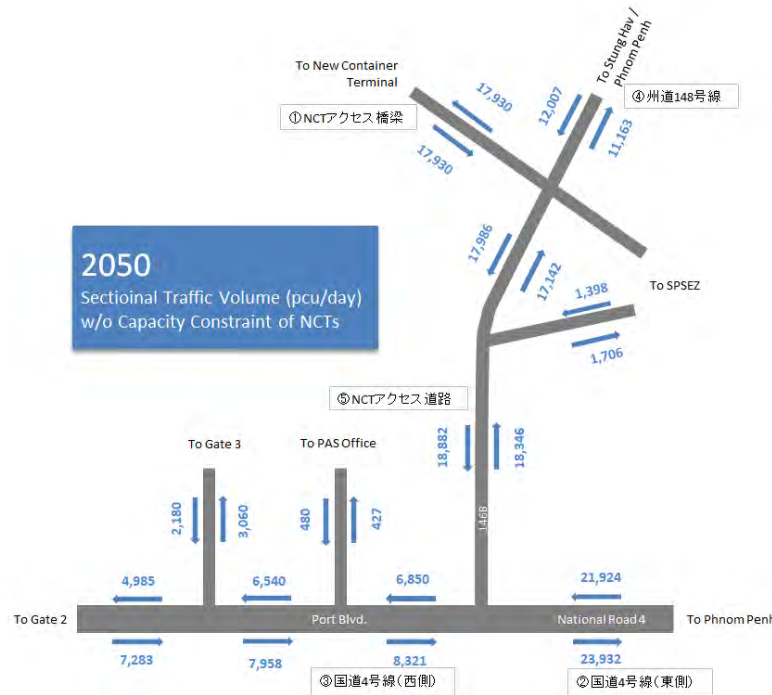 To Stung Hav /
Phnom Penh
To New Container
Terminal
17,930
12,007
④州道148号線
①NCTアクセス橋梁
11,163
17,930
2050
Sectioinal Traffic Volume (pcu/day)
w/o Capacity Constraint of NCTs
17,986
17,142
To SPSEZ
1,398
1,706
⑤NCTアクセス道路
To Gate 3
To PAS Office
18,882
18,346
2,180
3,060
480
427
146B
4,985
6,540
6,850
21,924
To Gate 2
Port Blvd.
National Road 4
To Phnom Penh
7,283
7,958
8,321
23,932
③国道4号線(西側)
②国道4号線(東側)